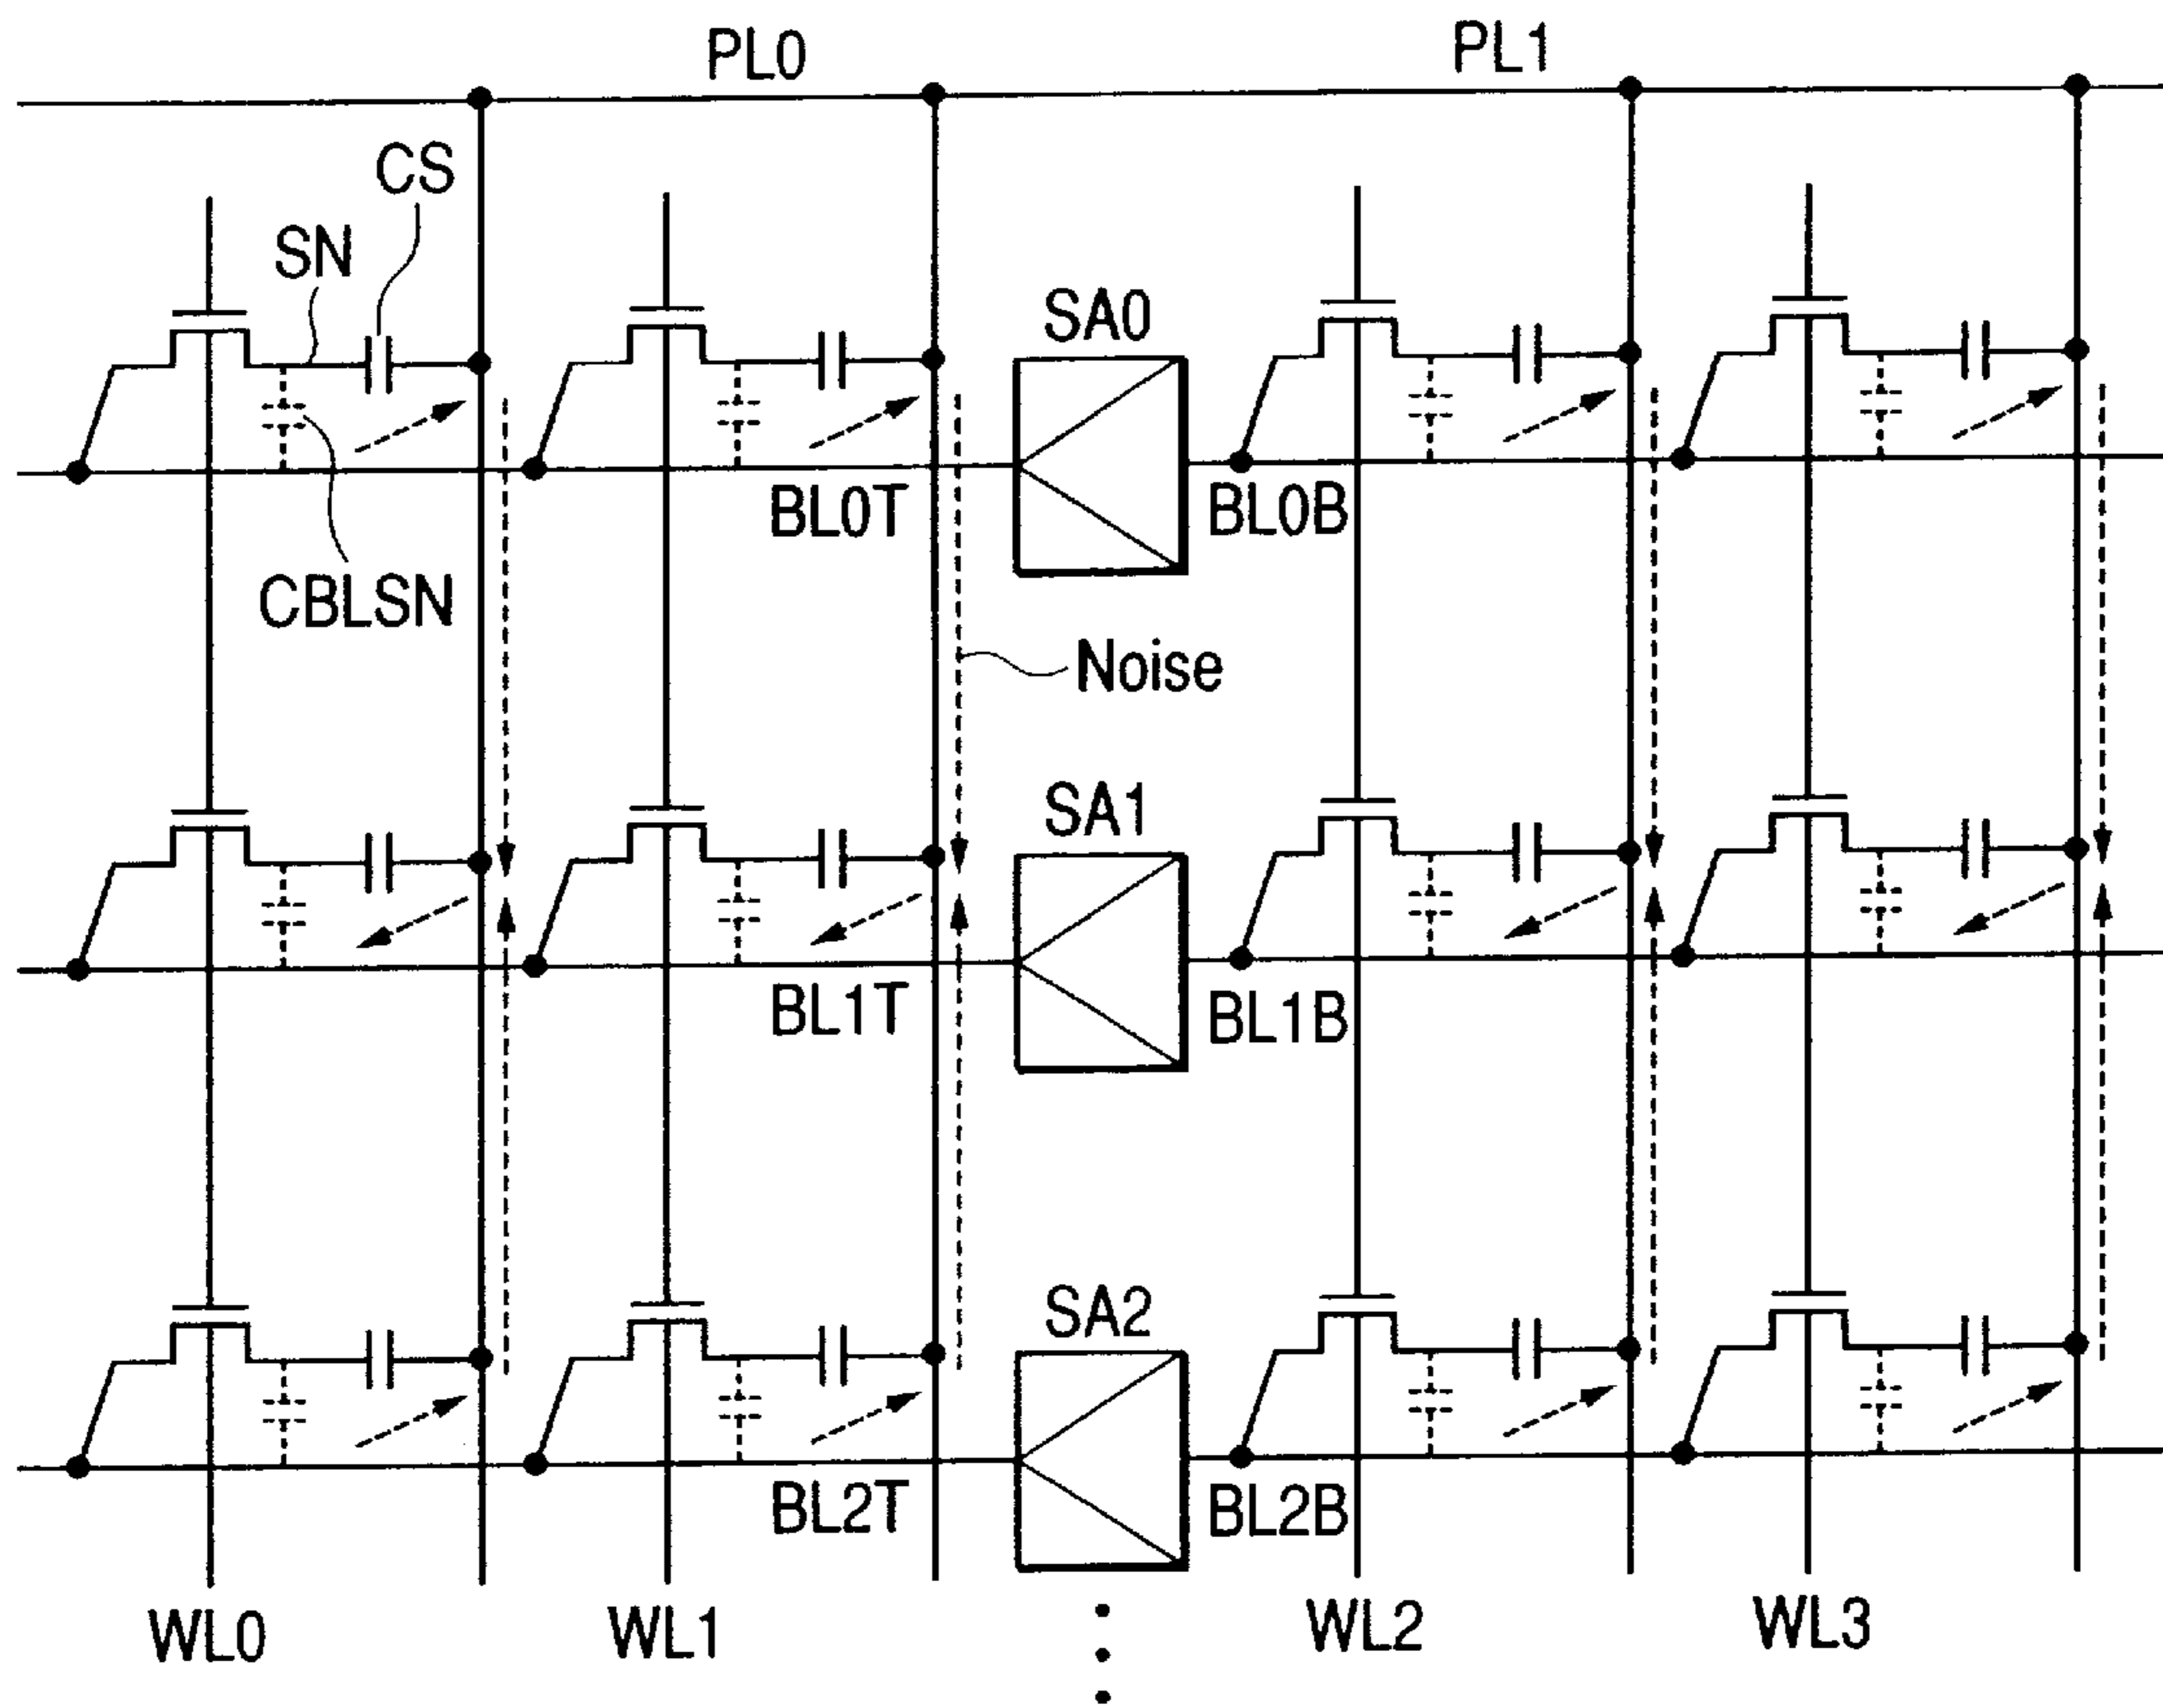 PL0
PL1
CS
SN
SA0
BL0T
BL0B
CBLSN
Noise
SA1
BL1T
BL1B
SA2
BL2T
BL2B
WL0
WL1
WL2
WL3